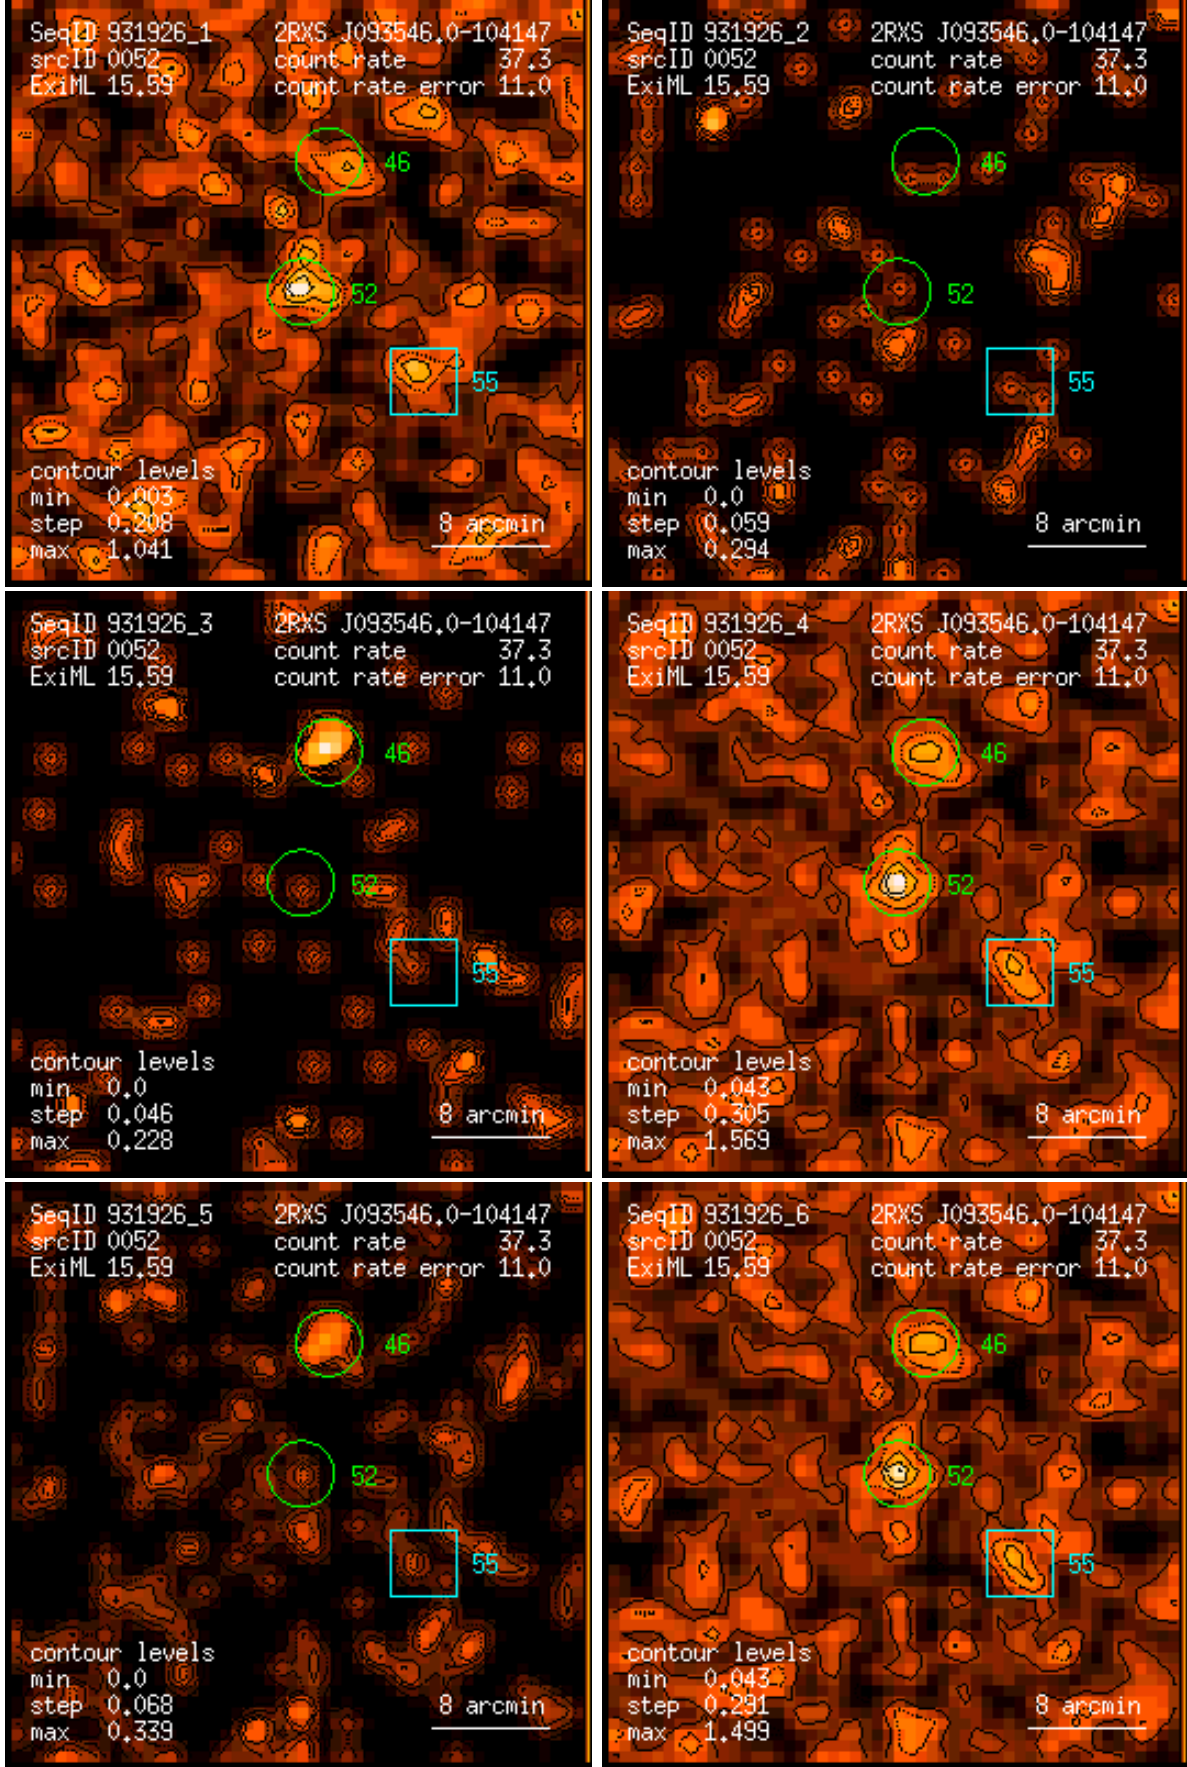 SeqID 931926_1 2RXS J093546.0-104147
srcID 0052 count rate 37.3
ExiML 15.59 count rate error 11.0
46
52
55
contour levels
min 0.003
step 0.208
max 1.041
8 arcmin
SeqID 931926_2 2RXS J093546.0-104147
srcID 0052 count rate 37.3
ExiML 15.59 count rate error 11.0
46
52
55
contour levels
min 0.0
step 0.059
max 0.294
8 arcmin
SeqID 931926_3 2RXS J093546.0-104147
srcID 0052 count rate 37.3
ExiML 15.59 count rate error 11.0
46
52
55
contour levels
min 0.0
step 0.046
max 0.228
8 arcmin
SeqID 931926_4 2RXS J093546.0-104147
srcID 0052 count rate 37.3
ExiML 15.59 count rate error 11.0
46
52
55
contour levels
min 0.043
step 0.305
max 1.569
8 arcmin
SeqID 931926_5 2RXS J093546.0-104147
srcID 0052 count rate 37.3
ExiML 15.59 count rate error 11.0
46
52
55
contour levels
min 0.0
step 0.068
max 0.339
8 arcmin
SeqID 931926_6 2RXS J093546.0-104147
srcID 0052 count rate 37.3
ExiML 15.59 count rate error 11.0
46
52
55
contour levels
min 0.043
step 0.291
max 1.499
8 arcmin